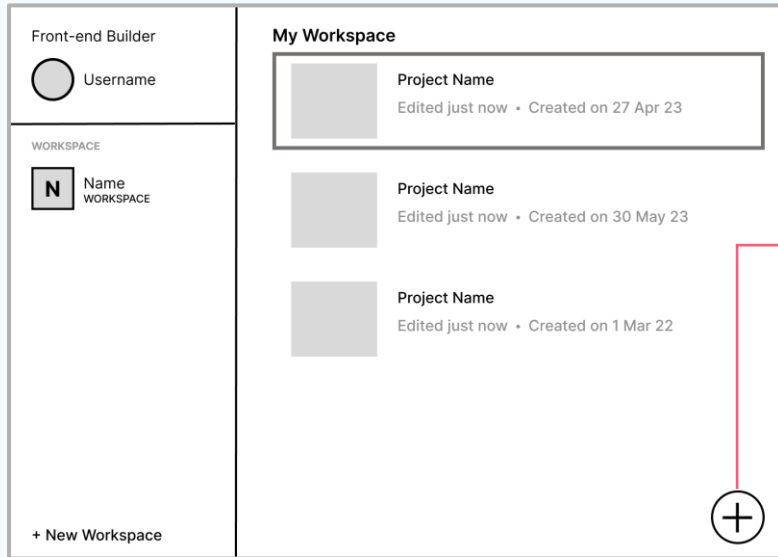 Front-end Builder
Username
WORKSPACE
N
Name
WORKSPACE
+ New Workspace
My Workspace
Project Name
Edited just now • Created on 27 Apr 23
Project Name
Edited just now • Created on 30 May 23
Project Name
Edited just now • Created on 1 Mar 22